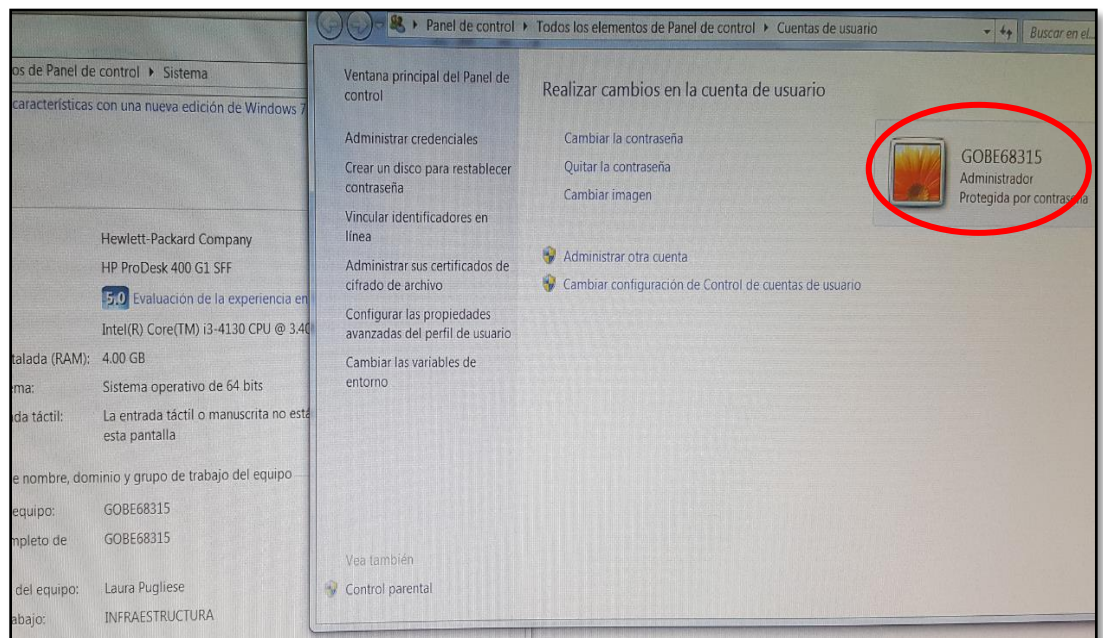 os de Panel de control ▸ Sistema
características con una nueva edición de Windows 7
Hewlett-Packard Company
HP ProDesk 400 G1 SFF
5,0 Evaluación de la experiencia en
Intel(R) Core(TM) i3-4130 CPU @ 3.40
talada (RAM): 4.00 GB
ema: Sistema operativo de 64 bits
da táctil: La entrada táctil o manuscrita no está
esta pantalla
e nombre, dominio y grupo de trabajo del equipo
equipo: GOBE68315
mpleto de GOBE68315
del equipo: Laura Pugliese
abajo: INFRAESTRUCTURA
Panel de control ▸ Todos los elementos de Panel de control ▸ Cuentas de usuario
Buscar en el...
Ventana principal del Panel de
control
Administrar credenciales
Crear un disco para restablecer
contraseña
Vincular identificadores en
línea
Administrar sus certificados de
cifrado de archivo
Configurar las propiedades
avanzadas del perfil de usuario
Cambiar las variables de
entorno
Vea también
Control parental
Realizar cambios en la cuenta de usuario
Cambiar la contraseña
Quitar la contraseña
Cambiar imagen
Administrar otra cuenta
Cambiar configuración de Control de cuentas de usuario
GOBE68315
Administrador
Protegida por contraseña